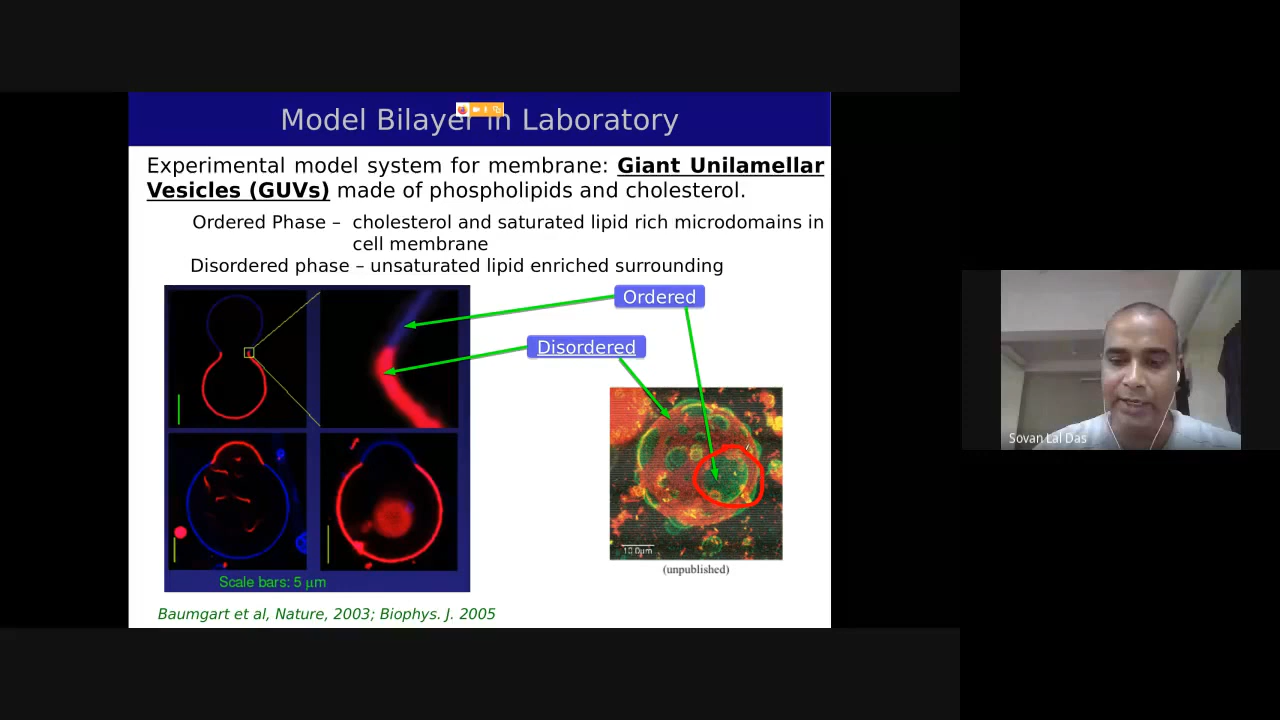 Model Bilayer in Laboratory
Experimental model system for membrane: Giant Unilamellar
Vesicles (GUVs) made of phospholipids and cholesterol.
Ordered Phase – cholesterol and saturated lipid rich microdomains in
cell membrane
Disordered phase – unsaturated lipid enriched surrounding
Ordered
Disordered
10 0µm
(unpublished)
Scale bars: 5 µm
Baumgart et al, Nature, 2003; Biophys. J. 2005
Sovan Lal Das